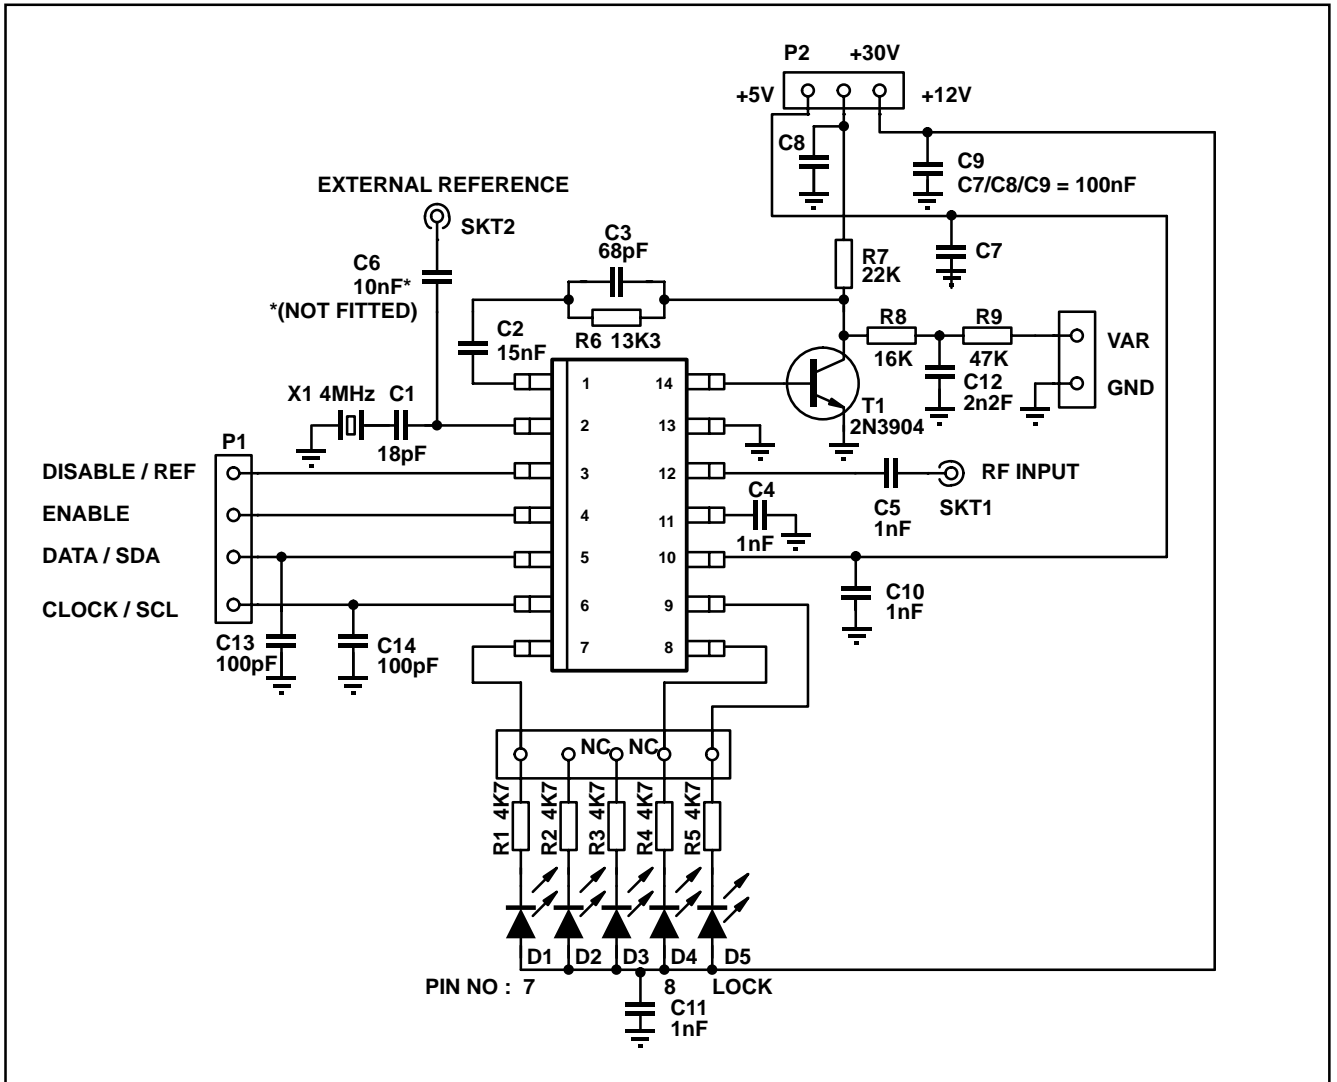 P2 +30V
+5V +12V
C8
C9
C7/C8/C9 = 100nF
EXTERNAL REFERENCE
SKT2
C3
68pF
C7
C6
10nF*
*(NOT FITTED)
R7
22K
C2
15nF
R6 13K3
R8
16K
R9
47K
VAR
GND
C12
2n2F
T1
2N3904
X1 4MHz C1
18pF
1 14
2 13
3 12
4 11
5 10
6 9
7 8
P1
DISABLE / REF
ENABLE
DATA / SDA
CLOCK / SCL
RF INPUT
SKT1
C5
1nF
C4
1nF
C10
1nF
C13
100pF
C14
100pF
NC NC
R1 4K7
R2 4K7
R3 4K7
R4 4K7
R5 4K7
D1 D2 D3 D4 D5
PIN NO : 7 8 LOCK
C11
1nF